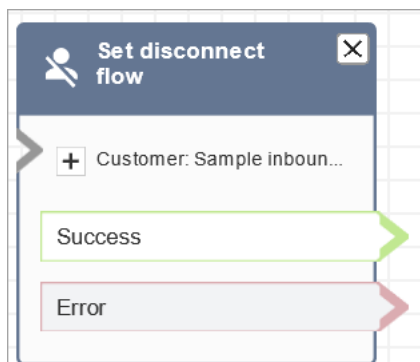 Set disconnect
flow
Customer: Sample inboun...
Success
Error